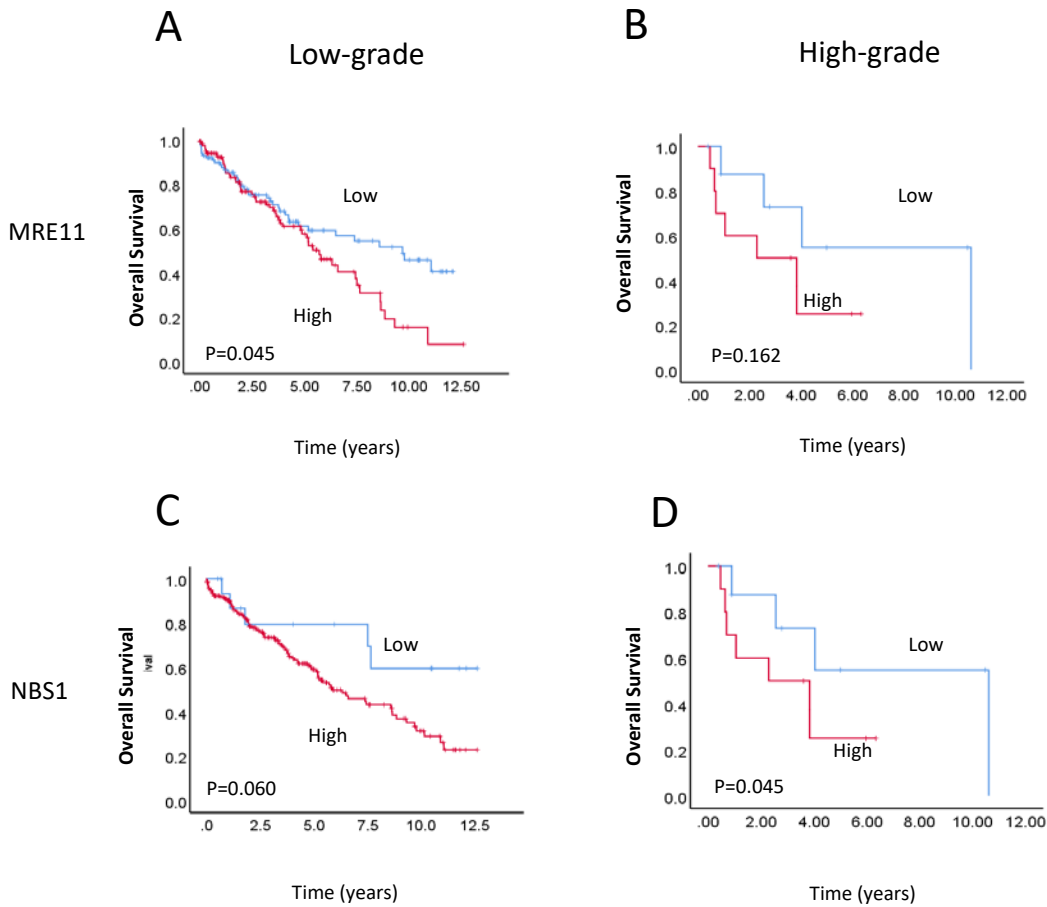 A
Low-grade
B
High-grade
MRE11
Overall Survival
1.0
0.8
0.6
0.4
0.2
0.0
Low
High
P=0.045
.00 2.50 5.00 7.50 10.00 12.50
Time (years)
Overall Survival
1.0
0.8
0.6
0.4
0.2
0.0
Low
High
P=0.162
.00 2.00 4.00 6.00 8.00 10.00 12.00
Time (years)
C
NBS1
Overall Survival
ival
1.0
0.8
0.6
0.4
0.2
0.0
Low
High
P=0.060
.0 2.5 5.0 7.5 10.0 12.5
Time (years)
D
Overall Survival
1.0
0.8
0.6
0.4
0.2
0.0
Low
High
P=0.045
.00 2.00 4.00 6.00 8.00 10.00 12.00
Time (years)